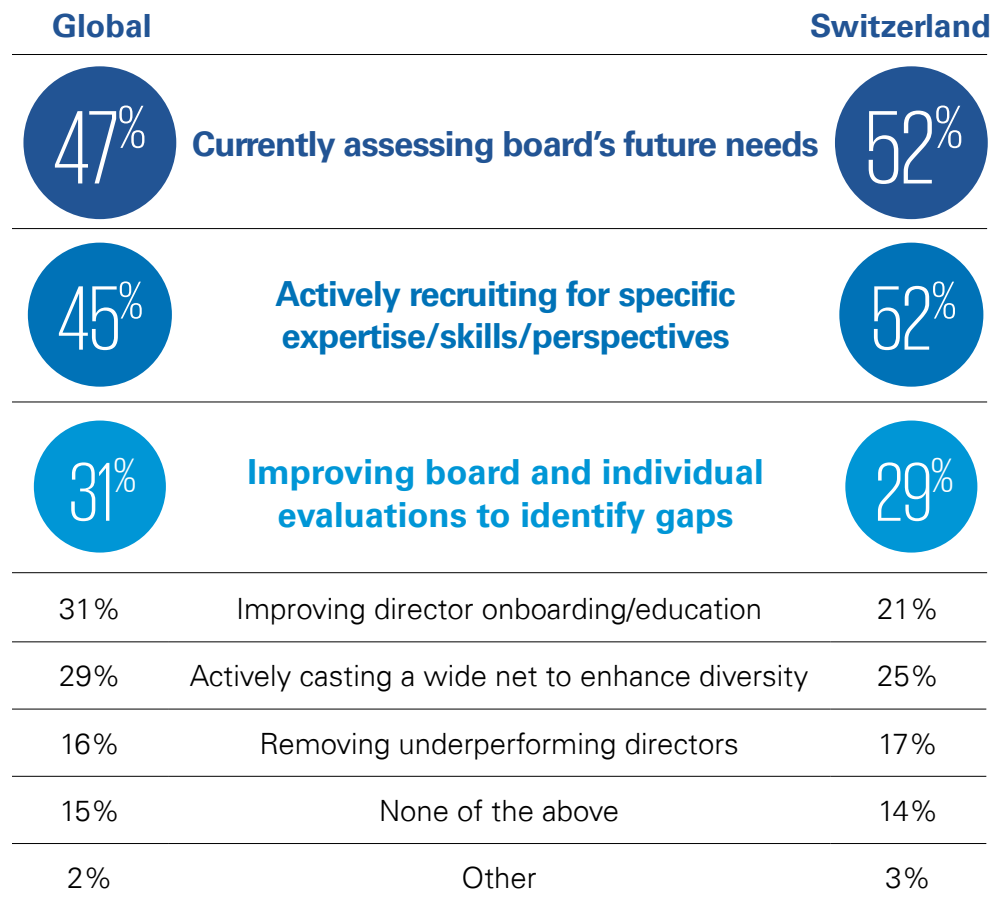 Global Switzerland
47% Currently assessing board’s future needs 52%
45% Actively recruiting for specific
expertise/skills/perspectives 52%
31% Improving board and individual
evaluations to identify gaps 29%
31% Improving director onboarding/education 21%
29% Actively casting a wide net to enhance diversity 25%
16% Removing underperforming directors 17%
15% None of the above 14%
2% Other 3%